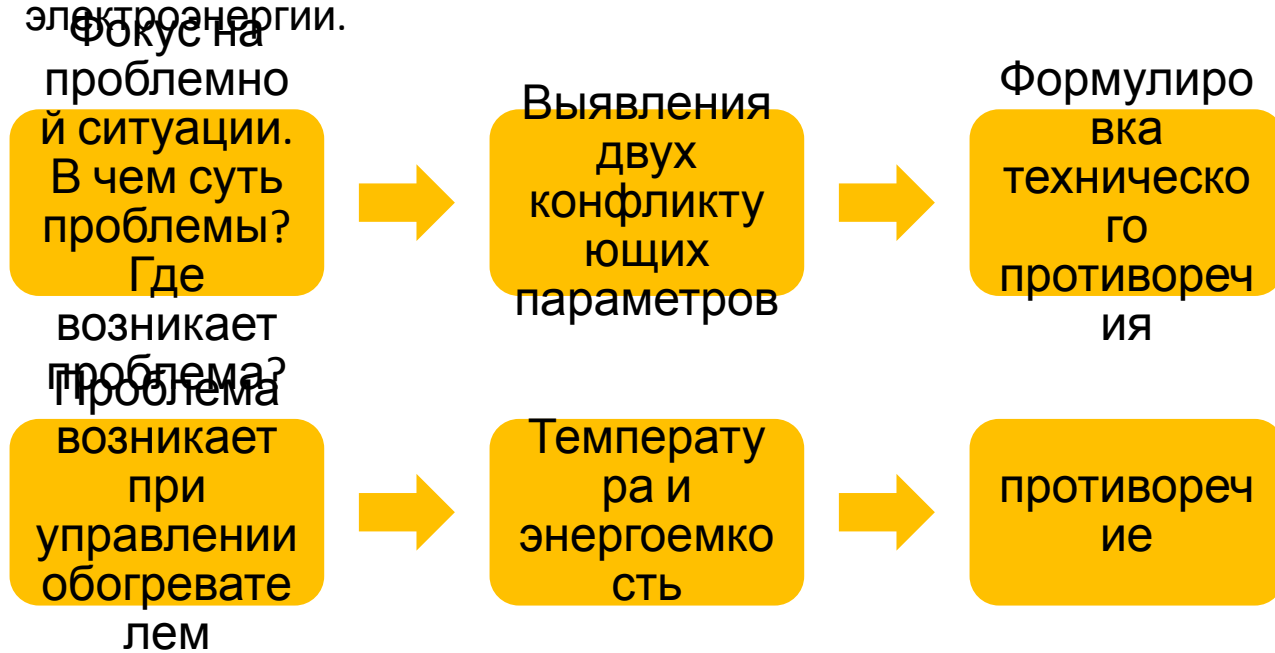 электроэнергии.
Фокус на
проблемно
й ситуации.
В чем суть
проблемы?
Где
возникает
проблема?
Выявления
двух
конфликту
ющих
параметров
Формулиро
вка
техническо
го
противореч
ия
Проблема
возникает
при
управлении
обогревате
лем
Температу
ра и
энергоемко
сть
противореч
ие